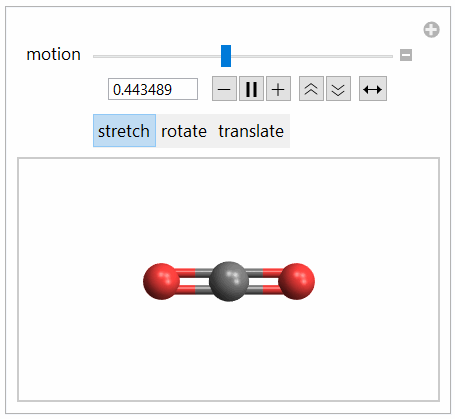 motion
0.443489
stretch rotate translate